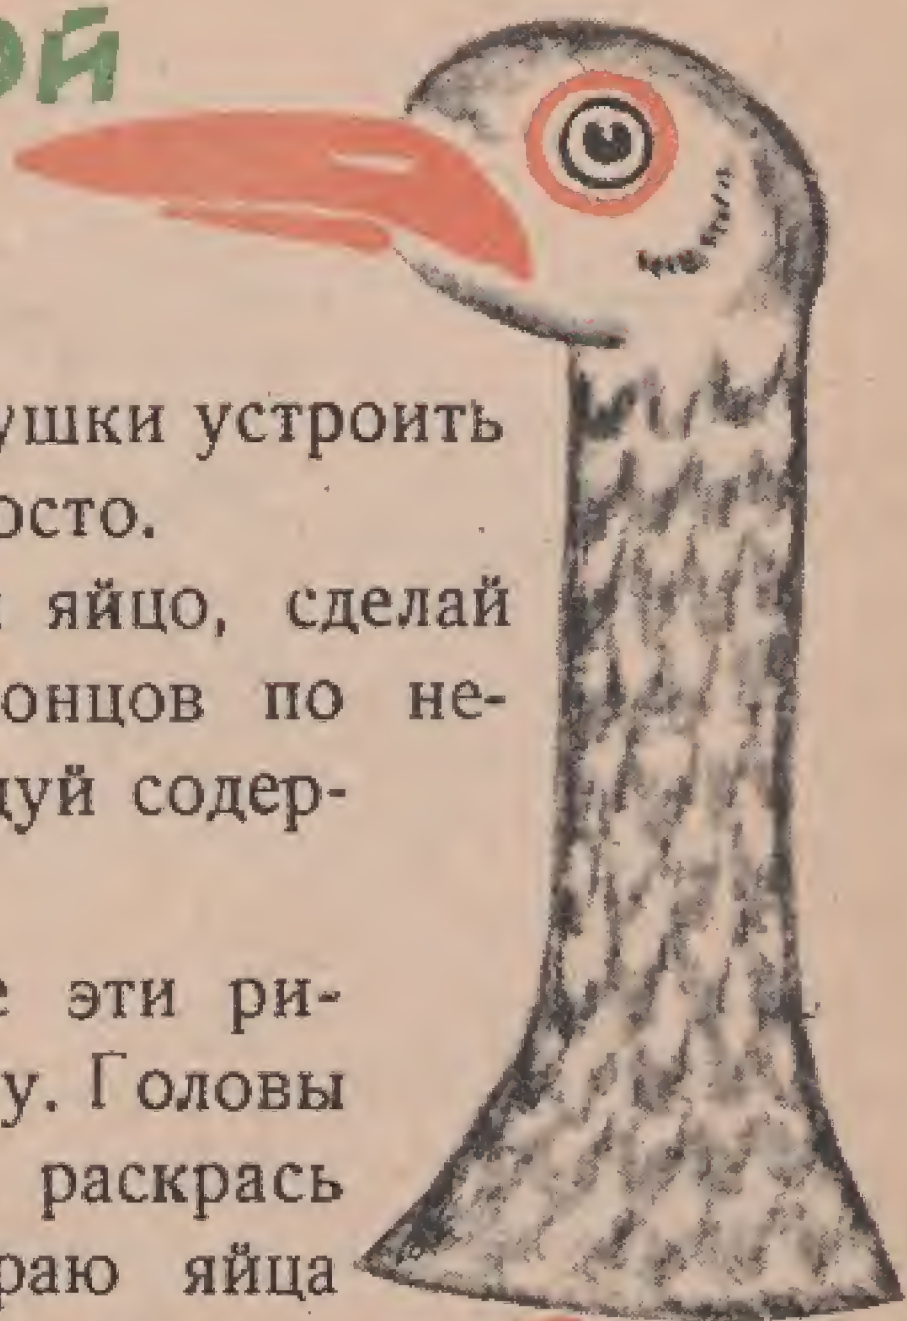 ой
ушки устроить
осто.
яйцо, сделай
онцов по не-
дуй содер-
е эти ри-
у. Головы
раскрась
раю яйца